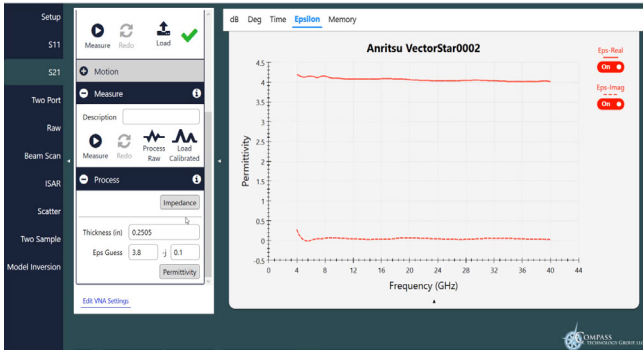 Setup
S11
S21
Two Port
Raw
Beam Scan
ISAR
Scatter
Two Sample
Model Inversion
Measure Redo Load
Motion
Measure
Description
Measure Redo Process Raw Load Calibrated
Process
Impedance
Thickness (in) 0.2505
Eps Guess 3.8 -j 0.1
Permittivity
Edit VNA Settings
dB Deg Time Epsilon Memory
Anritsu VectorStar0002
Eps-Real
On
Eps-Imag
On
Permittivity
4.5
4
3.5
3
2.5
2
1.5
1
0.5
0
-0.5
0 4 8 12 16 20 24 28 32 36 40 44
Frequency (GHz)
COMPASS
TECHNOLOGY GROUP, LLC